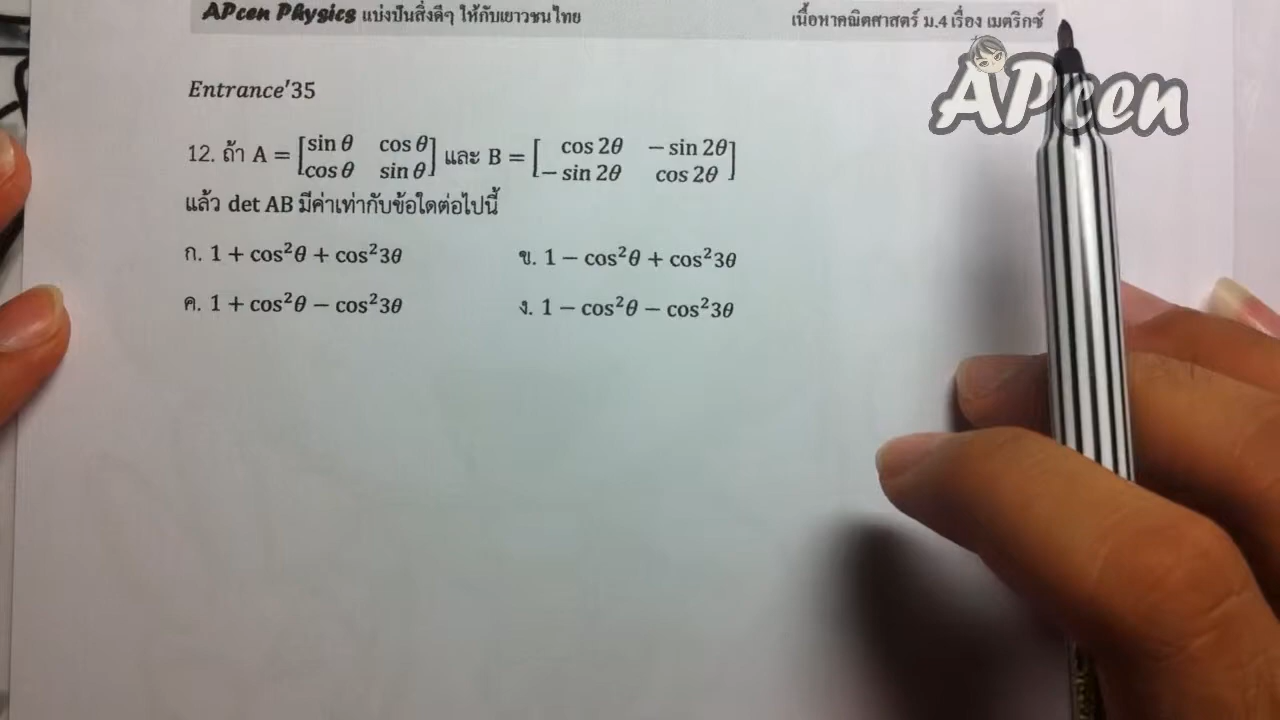 APcen Physics แบ่งปันสิ่งดีๆ ให้กับเยาวชนไทย เนื้อหาคณิตศาสตร์ ม.4 เรื่อง เมตริกซ์
APcen
Entrance'35
12. ถ้า A = [sin θ cos θ] และ B = [cos 2θ − sin 2θ]
[cos θ sin θ] [− sin 2θ cos 2θ]
แล้ว det AB มีค่าเท่ากับข้อใดต่อไปนี้
ก. 1 + cos²θ + cos²3θ ข. 1 − cos²θ + cos²3θ
ค. 1 + cos²θ − cos²3θ ง. 1 − cos²θ − cos²3θ